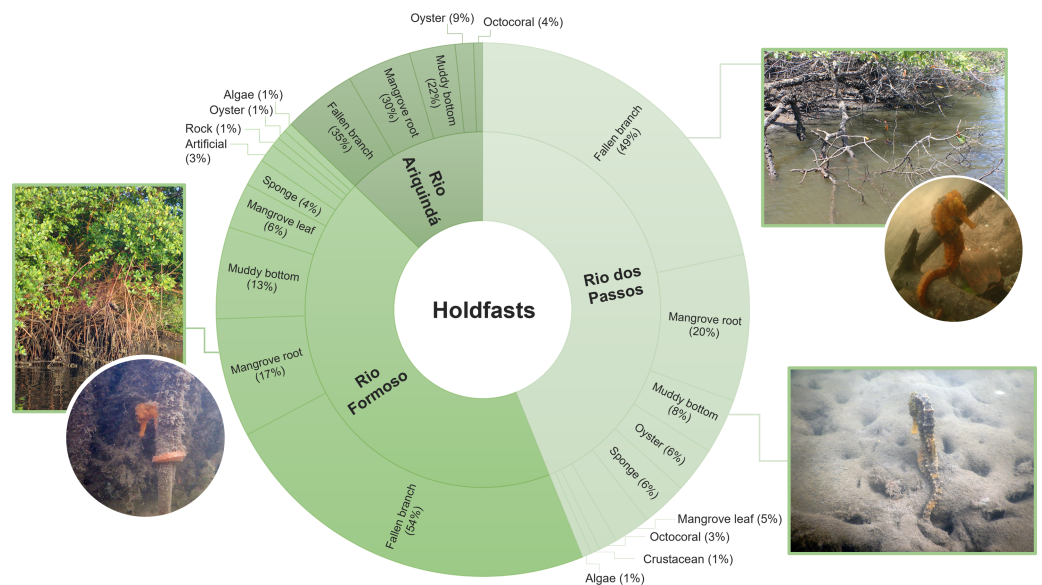 Oyster (9%)
Octocoral (4%)
Algae (1%)
Oyster (1%)
Rock (1%)
Artificial
(3%)
Fallen branch
(35%)
Mangrove root
(30%)
Muddy bottom
(22%)
Rio
Ariquindá
Sponge (4%)
Mangrove leaf
(6%)
Muddy bottom
(13%)
Mangrove root
(17%)
Rio
Formoso
Fallen branch
(54%)
Holdfasts
Fallen branch
(49%)
Rio dos
Passos
Mangrove root
(20%)
Muddy bottom
(8%)
Oyster (6%)
Sponge (6%)
Mangrove leaf (5%)
Octocoral (3%)
Crustacean (1%)
Algae (1%)